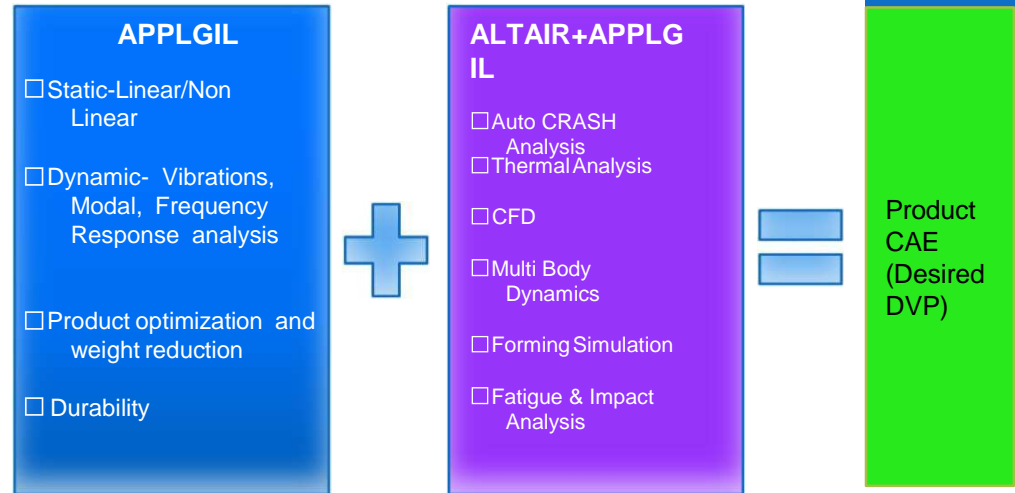 APPLGIL
☐Static-Linear/Non
Linear
☐Dynamic- Vibrations,
Modal, Frequency
Response analysis
☐Product optimization and
weight reduction
☐ Durability
ALTAIR+APPLG
IL
☐Auto CRASH
Analysis
☐Thermal Analysis
☐CFD
☐Multi Body
Dynamics
☐Forming Simulation
☐Fatigue & Impact
Analysis
Product
CAE
(Desired
DVP)